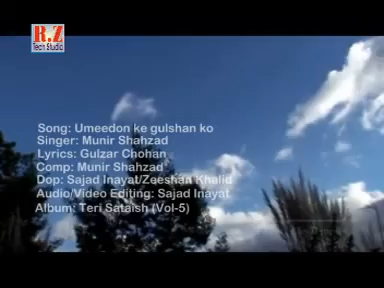 R.Z
Tech Studio
Song: Umeedon ke gulshan ko
Singer: Munir Shahzad
Lyrics: Gulzar Chohan
Comp: Munir Shahzad
Dop: Sajad Inayat/Zeeshan Khalid
Audio/Video Editing: Sajad Inayat
Album: Teri Sataish (Vol-5)